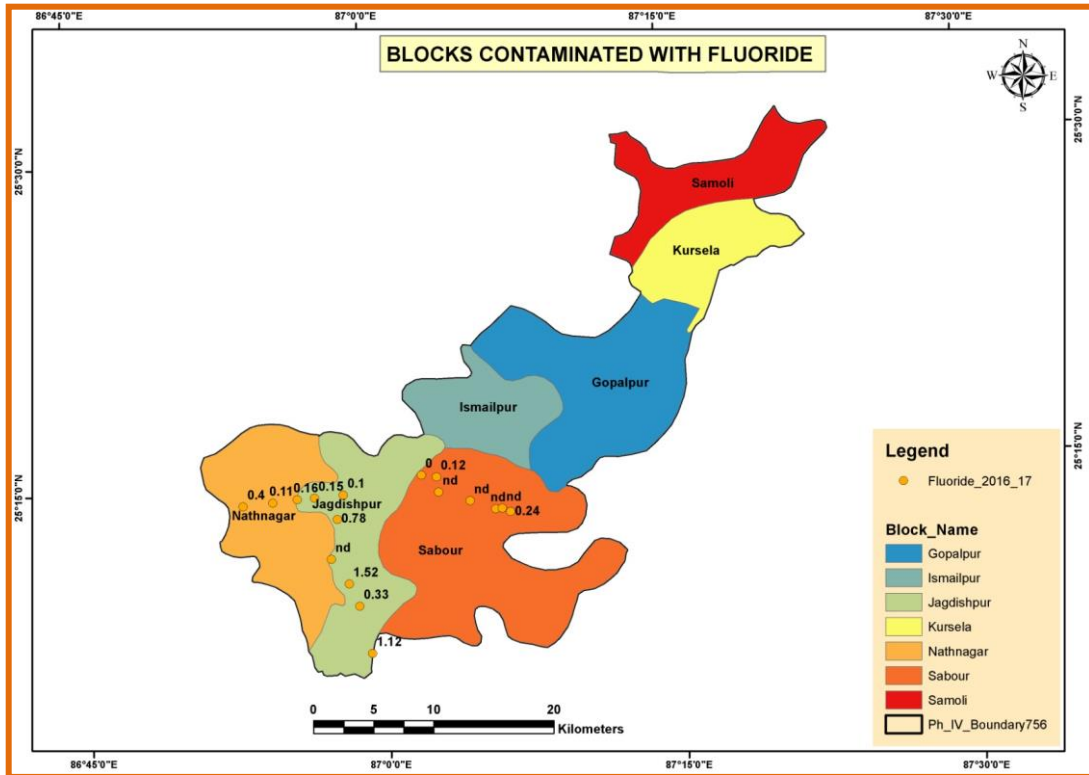 86°45'0"E 87°0'0"E 87°15'0"E 87°30'0"E
BLOCKS CONTAMINATED WITH FLUORIDE
N
W E
S
25°30'0"N
25°30'0"N
Samoli
Kursela
Gopalpur
Ismailpur
25°15'0"N
25°15'0"N
0 0.12
nd
nd
ndnd
0.24
0.4 0.11 0.16 0.15 0.1
Nathnagar Jagdishpur
0.78
nd
Sabour
1.52
0.33
1.12
Legend
Fluoride_2016_17
Block_Name
Gopalpur
Ismailpur
Jagdishpur
Kursela
Nathnagar
Sabour
Samoli
Ph_IV_Boundary756
0 5 10 20
Kilometers
86°45'0"E 87°0'0"E 87°15'0"E 87°30'0"E